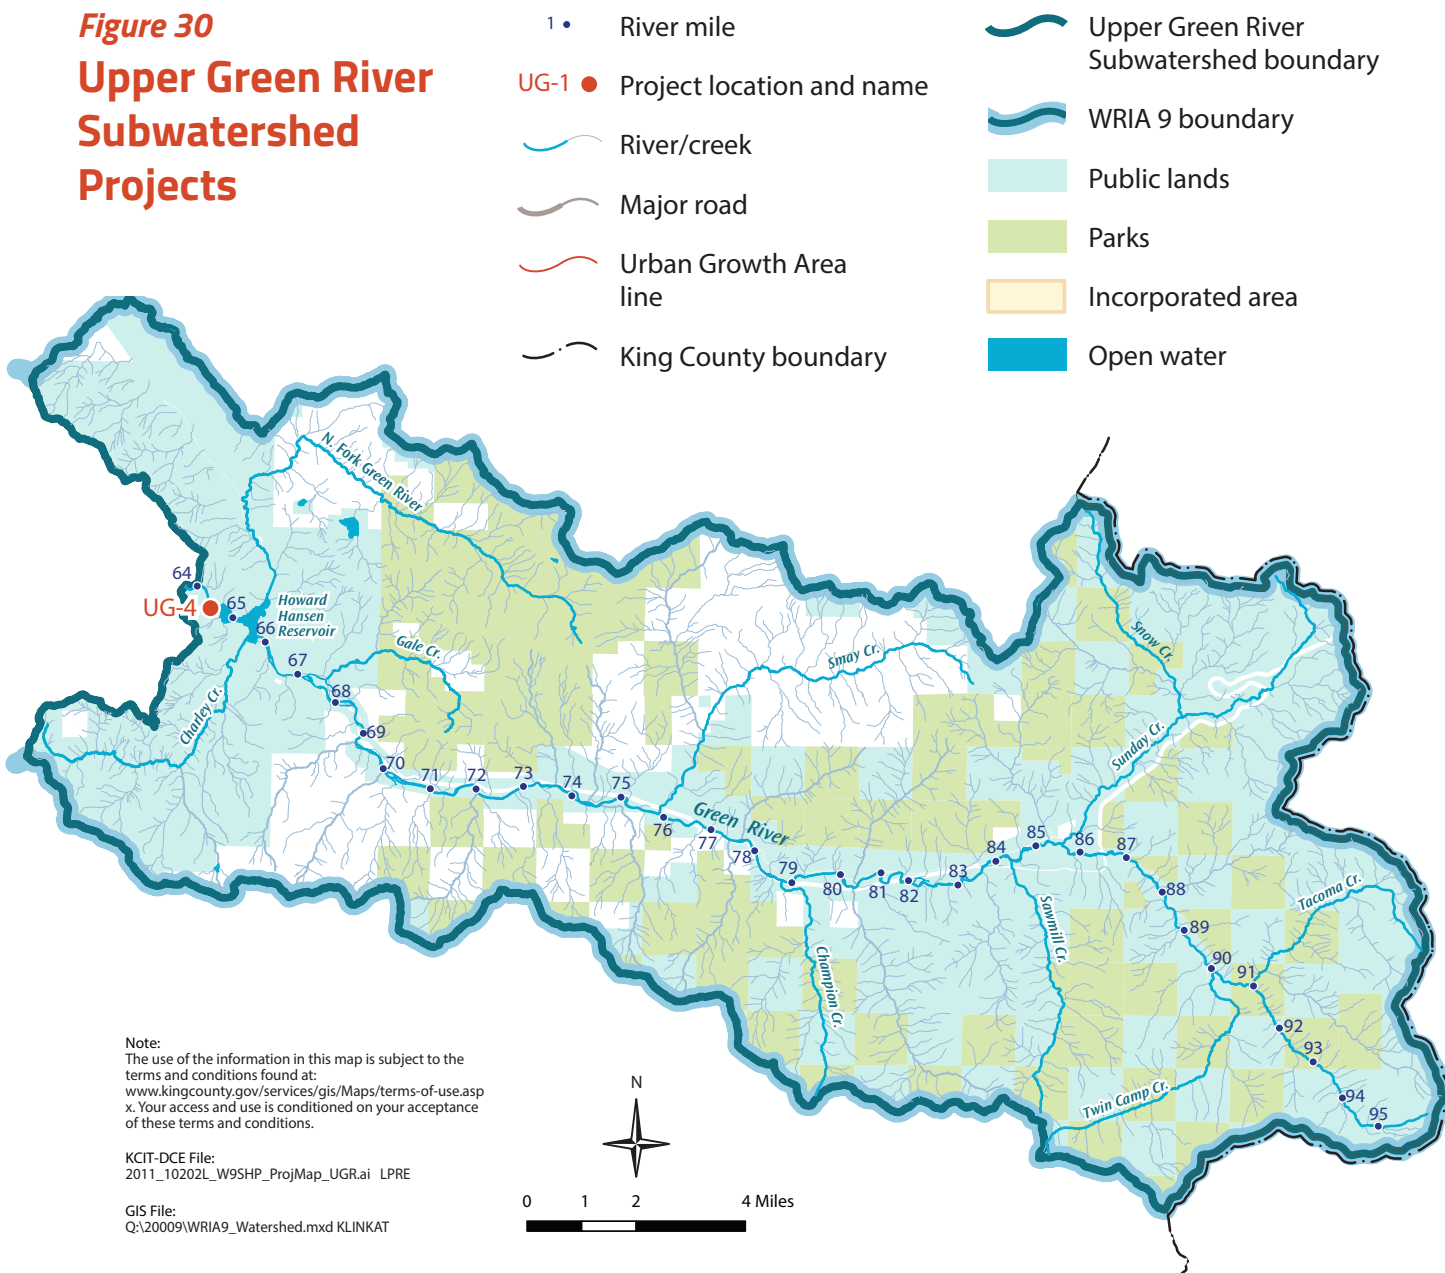 Figure 30
Upper Green River
Subwatershed
Projects
1
River mile
UG-1
Project location and name
River/creek
Major road
Urban Growth Area
line
King County boundary
Upper Green River
Subwatershed boundary
WRIA 9 boundary
Public lands
Parks
Incorporated area
Open water
N. Fork Green River
64
UG-4
65
66
Howard
Hansen
Reservoir
67
Gale Cr.
68
Charley Cr.
69
70
71
72
73
74
75
76
77
78
Green River
Smay Cr.
79
80
81
82
83
84
85
86
87
88
89
90
91
92
93
94
95
Snow Cr.
Sunday Cr.
Tacoma Cr.
Sawmill Cr.
Champion Cr.
Twin Camp Cr.
Note:
The use of the information in this map is subject to the
terms and conditions found at:
www.kingcounty.gov/services/gis/Maps/terms-of-use.asp
x. Your access and use is conditioned on your acceptance
of these terms and conditions.
KCIT-DCE File:
2011_10202L_W9SHP_ProjMap_UGR.ai LPRE
GIS File:
Q:\20009\WRIA9_Watershed.mxd KLINKAT
N
0 1 2 4 Miles